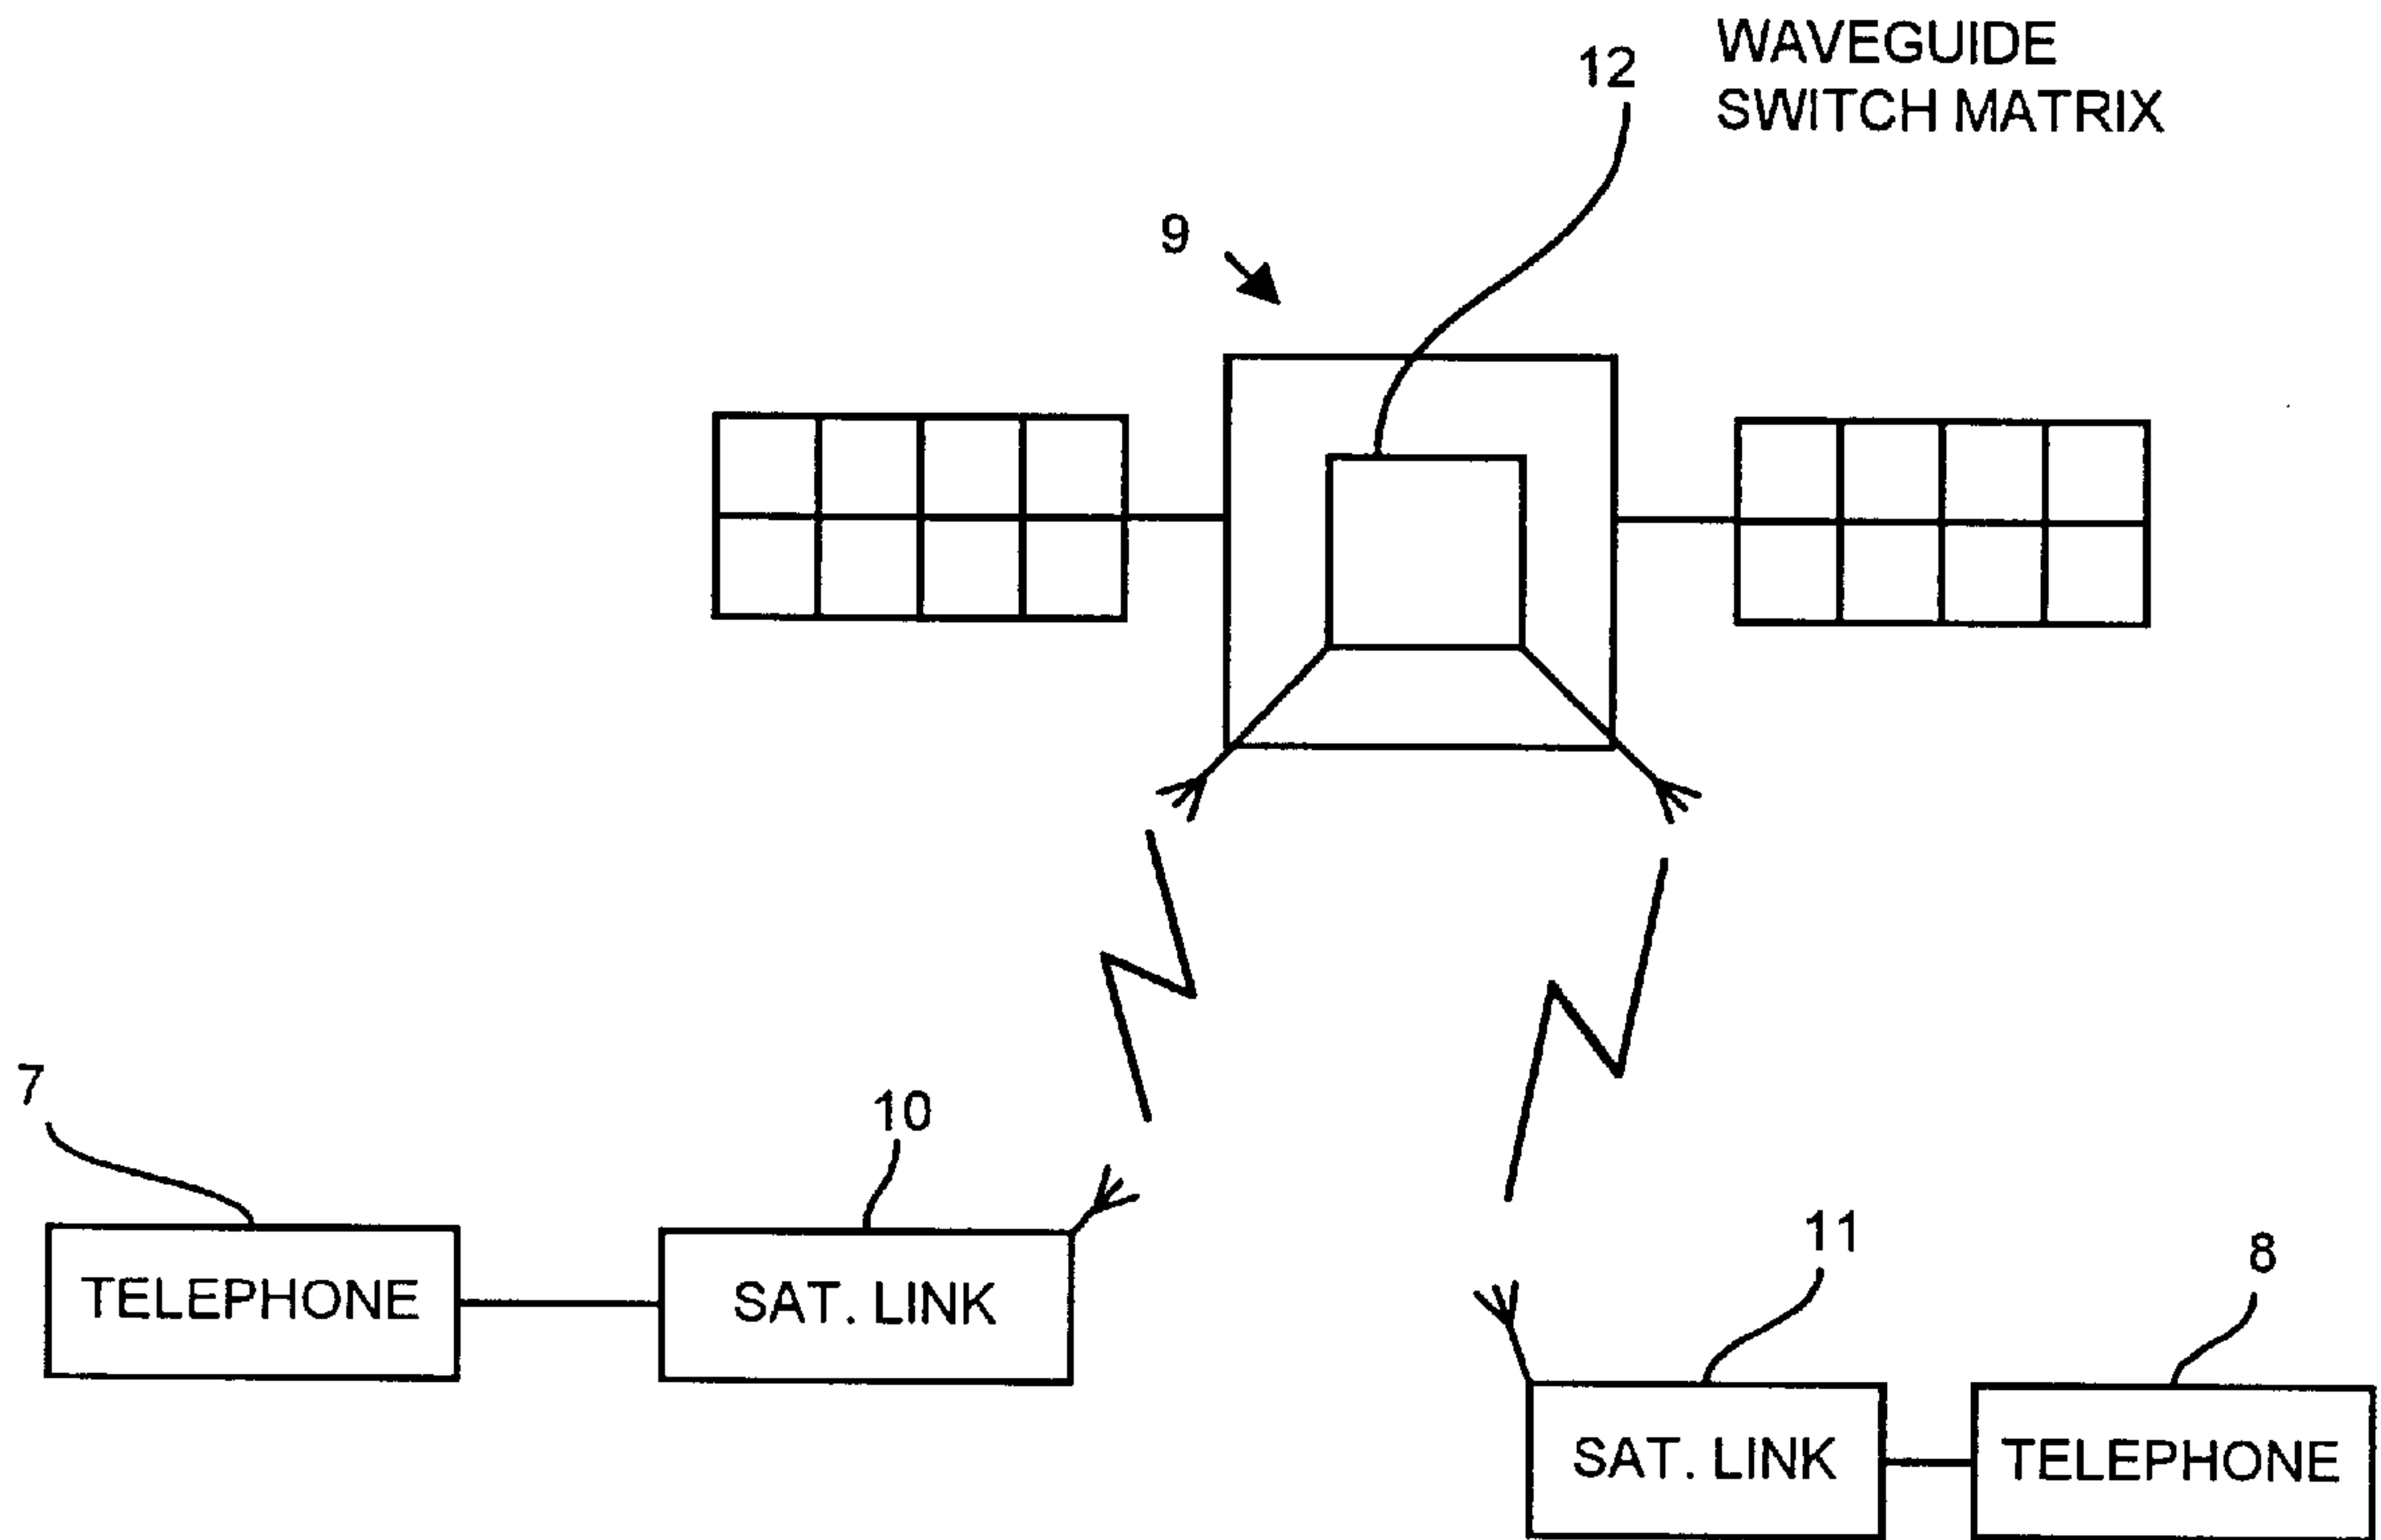 WAVEGUIDE
SWITCH MATRIX
12
9
7
10
TELEPHONE
SAT. LINK
11
8
SAT. LINK
TELEPHONE